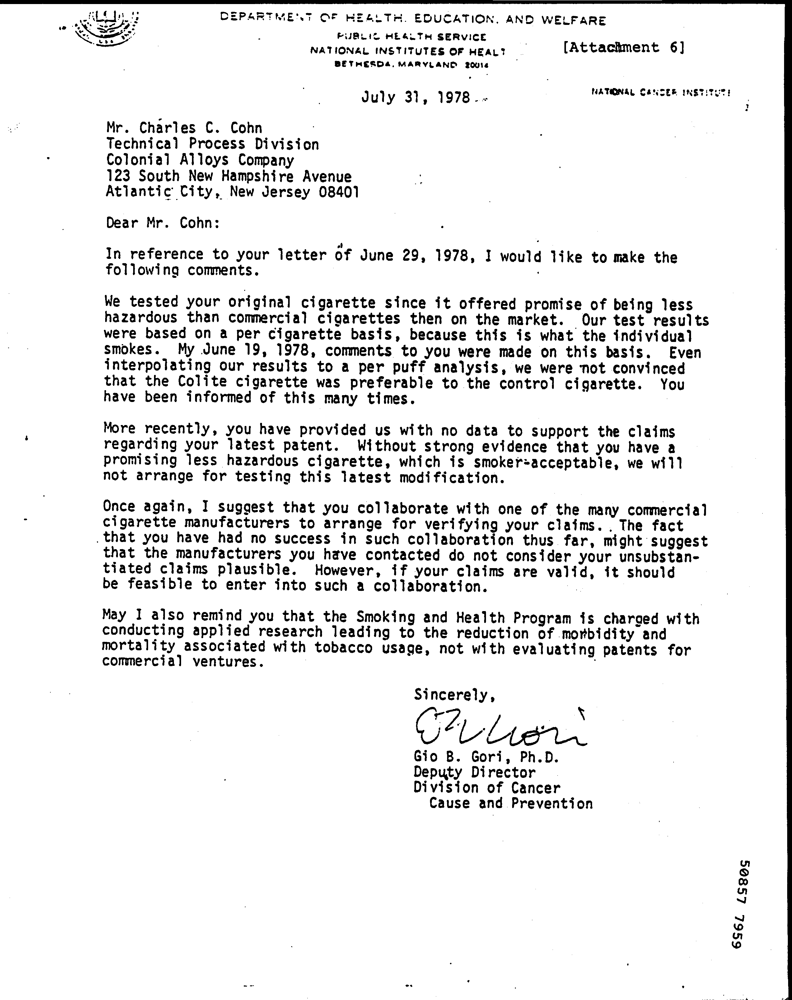 DEPARTMENT OF HEALTH, EDUCATION, AND WELFARE
PUBLIC HEALTH SERVICE
NATIONAL INSTITUTES OF HEALT
[Attachment 6]
BETHESDA, MARYLAND 20014
NATIONAL CANCER INSTITUTE
July 31, 1978
Mr. Charles C. Cohn
Technical Process Division
Colonial Alloys Company
123 South New Hampshire Avenue
Atlantic City, New Jersey 08401
Dear Mr. Cohn:
In reference to your letter of June 29, 1978, I would like to make the
following comments.
We tested your original cigarette since it offered promise of being less
hazardous than commercial cigarettes then on the market. Our test results
were based on a per cigarette basis, because this is what the individual
smokes. My June 19, 1978, comments to you were made on this basis. Even
interpolating our results to a per puff analysis, we were not convinced
that the Colite cigarette was preferable to the control cigarette. You
have been informed of this many times.
More recently, you have provided us with no data to support the claims
regarding your latest patent. Without strong evidence that you have a
promising less hazardous cigarette, which is smoker-acceptable, we will
not arrange for testing this latest modification.
Once again, I suggest that you collaborate with one of the many commercial
cigarette manufacturers to arrange for verifying your claims. The fact
that you have had no success in such collaboration thus far, might suggest
that the manufacturers you have contacted do not consider your unsubstan-
tiated claims plausible. However, if your claims are valid, it should
be feasible to enter into such a collaboration.
May I also remind you that the Smoking and Health Program is charged with
conducting applied research leading to the reduction of morbidity and
mortality associated with tobacco usage, not with evaluating patents for
commercial ventures.
Sincerely,
Gio B. Gori, Ph.D.
Deputy Director
Division of Cancer
Cause and Prevention
50857 7959